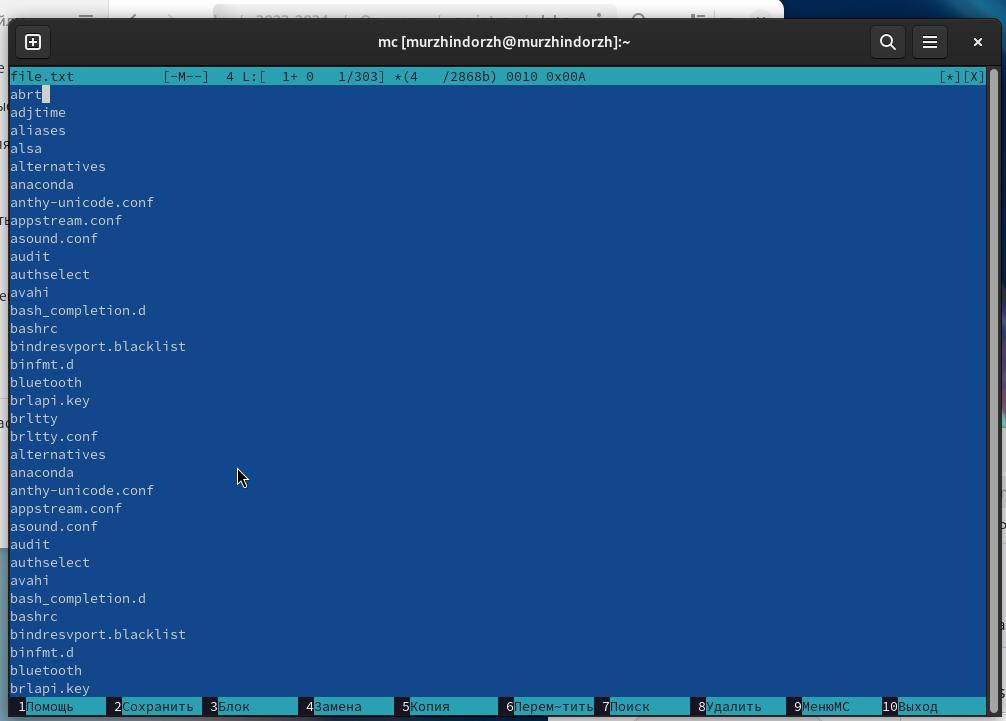 mc [murzhindorzh@murzhindorzh]:~
file.txt [-M--] 4 L:[ 1+ 0 1/303] *(4 /2868b) 0010 0x00A [*][X]
abrt
adjtime
aliases
alsa
alternatives
anaconda
anthy-unicode.conf
appstream.conf
asound.conf
audit
authselect
avahi
bash_completion.d
bashrc
bindresvport.blacklist
binfmt.d
bluetooth
brlapi.key
brltty
brltty.conf
alternatives
anaconda
anthy-unicode.conf
appstream.conf
asound.conf
audit
authselect
avahi
bash_completion.d
bashrc
bindresvport.blacklist
binfmt.d
bluetooth
brlapi.key
1Помощь 2Сохранить 3Блок 4Замена 5Копия 6Перем~тить 7Поиск 8Удалить 9МенюМС 10Выход